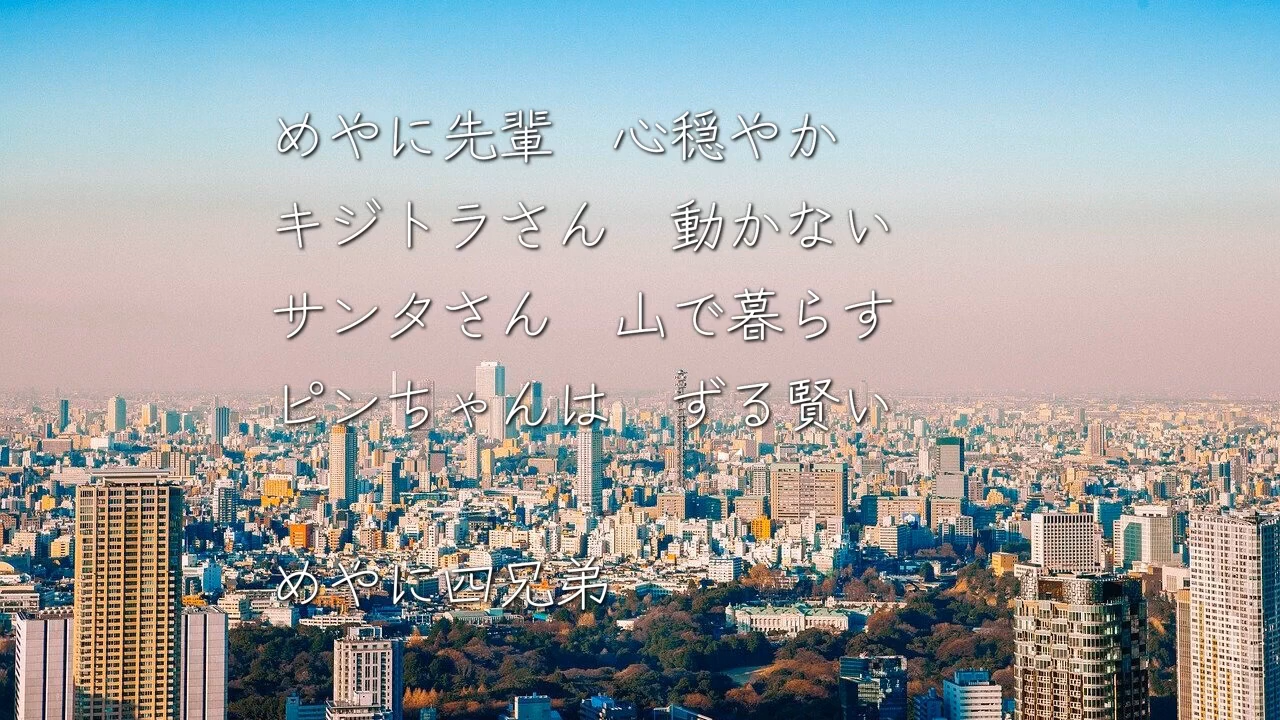 めやに先輩　心穏やか
キジトラさん　動かない
サンタさん　山で暮らす
ピンちゃんは　ずる賢い
めやに四兄弟